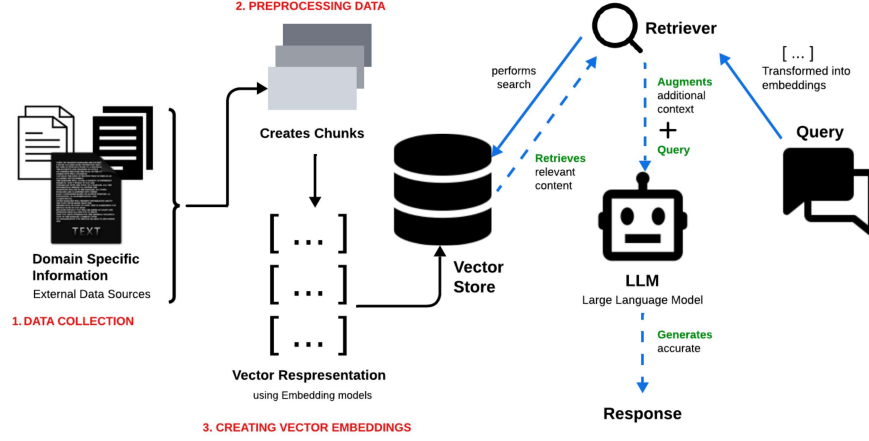 2. PREPROCESSING DATA
Retriever
performs
search
Augments
additional
context
+
Query
[ ... ]
Transformed into
embeddings
Query
Creates Chunks
Retrieves
relevant
content
TEXT
Domain Specific
Information
External Data Sources
1. DATA COLLECTION
[ ... ]
[ ... ]
[ ... ]
Vector
Store
LLM
Large Language Model
Vector Respresentation
using Embedding models
3. CREATING VECTOR EMBEDDINGS
Generates
accurate
Response